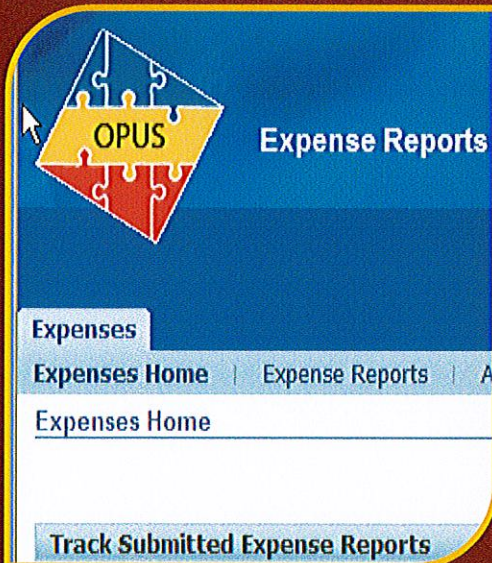 OPUS
Expense Reports
Expenses
Expenses Home | Expense Reports | A
Expenses Home
Track Submitted Expense Reports